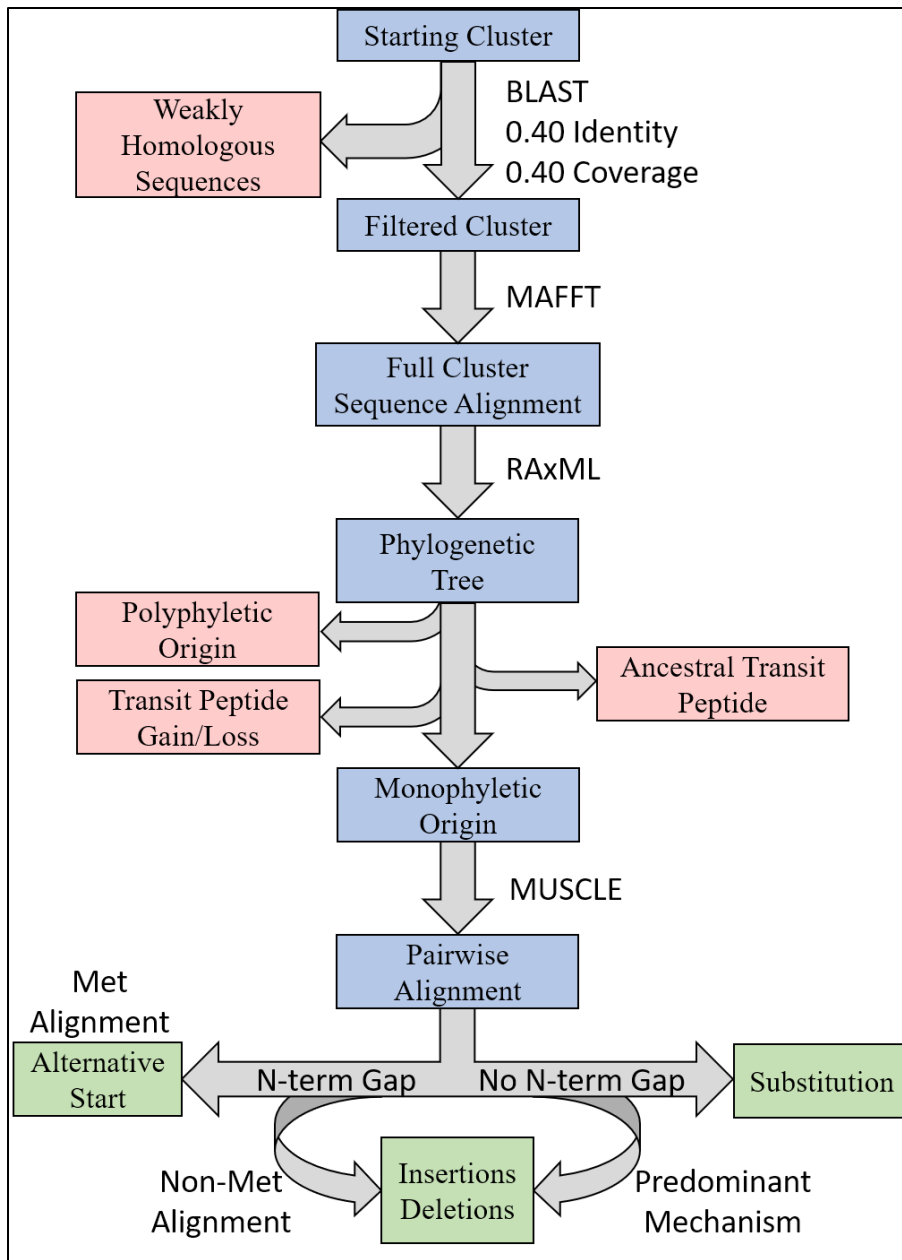 Starting Cluster
BLAST
0.40 Identity
0.40 Coverage
Weakly
Homologous
Sequences
Filtered Cluster
MAFFT
Full Cluster
Sequence Alignment
RAxML
Phylogenetic
Tree
Polyphyletic
Origin
Ancestral Transit
Peptide
Transit Peptide
Gain/Loss
Monophyletic
Origin
MUSCLE
Pairwise
Alignment
Met
Alignment
Alternative
Start
N-term Gap
No N-term Gap
Substitution
Non-Met
Alignment
Insertions
Deletions
Predominant
Mechanism